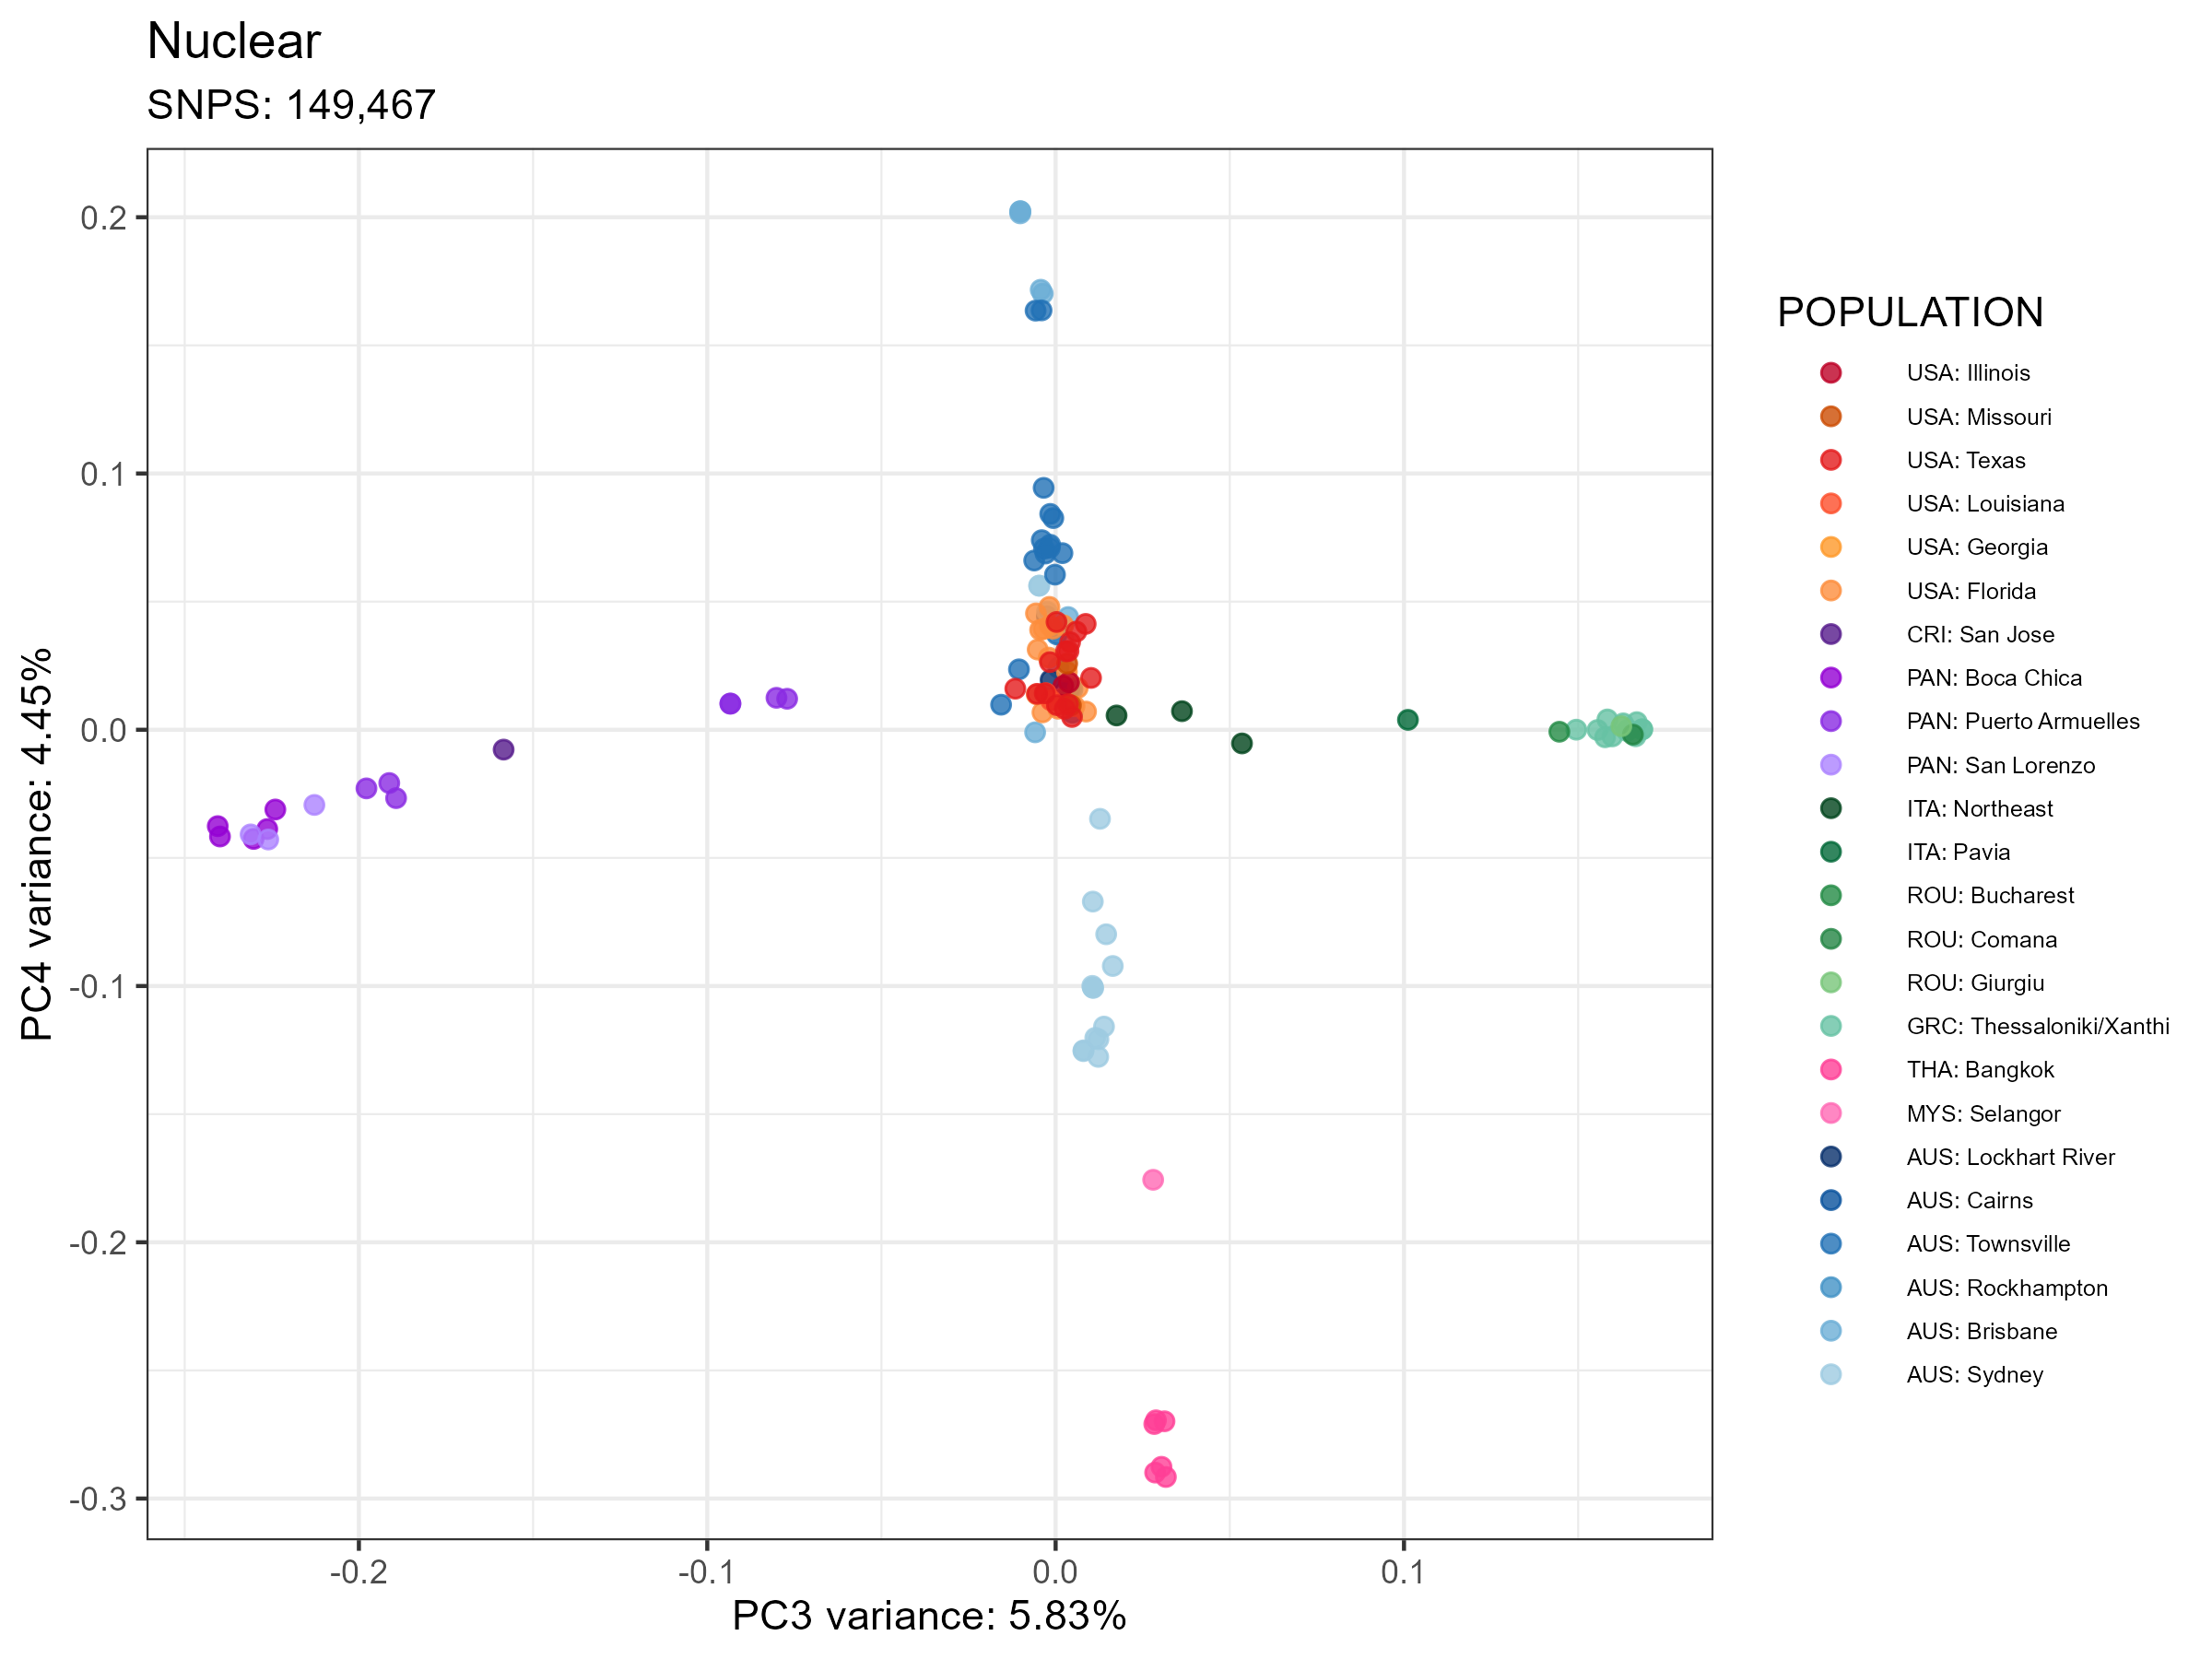 Nuclear
SNPS: 149,467
0.2
0.1
0.0
-0.1
-0.2
-0.3
PC4 variance: 4.45%
-0.2
-0.1
0.0
0.1
PC3 variance: 5.83%
POPULATION
USA: Illinois
USA: Missouri
USA: Texas
USA: Louisiana
USA: Georgia
USA: Florida
CRI: San Jose
PAN: Boca Chica
PAN: Puerto Armuelles
PAN: San Lorenzo
ITA: Northeast
ITA: Pavia
ROU: Bucharest
ROU: Comana
ROU: Giurgiu
GRC: Thessaloniki/Xanthi
THA: Bangkok
MYS: Selangor
AUS: Lockhart River
AUS: Cairns
AUS: Townsville
AUS: Rockhampton
AUS: Brisbane
AUS: Sydney